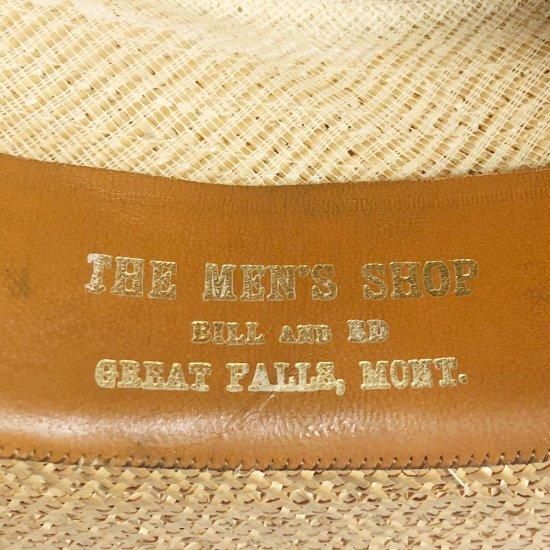 THE MEN'S SHOP
BILL AND ED
GREAT FALLS, MONT.